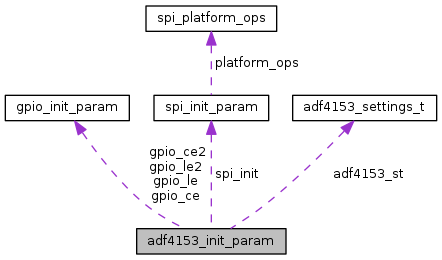 spi_platform_ops
platform_ops
gpio_init_param
spi_init_param
adf4153_settings_t
gpio_ce2
gpio_le2
gpio_le
gpio_ce
spi_init
adf4153_st
adf4153_init_param